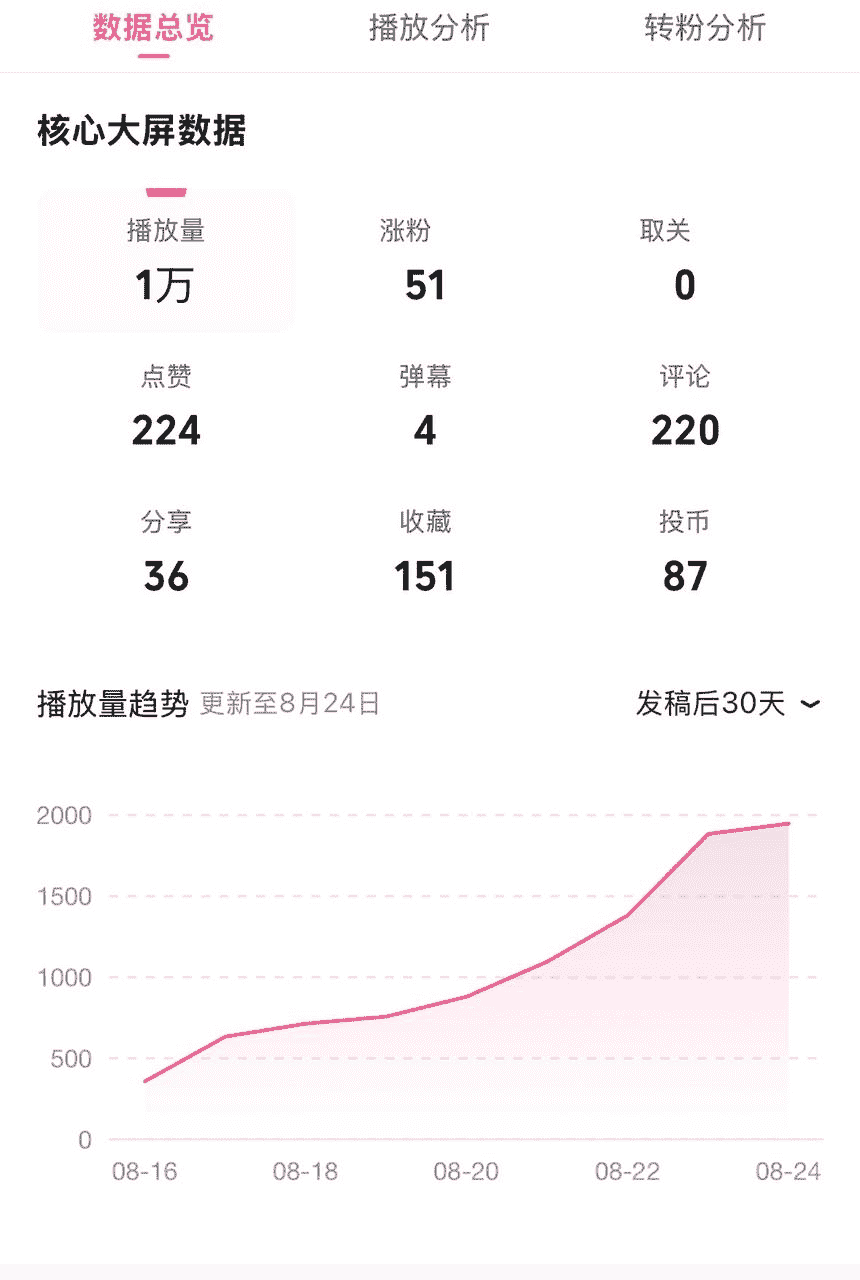 数据总览 播放分析 转粉分析
核心大屏数据
播放量 涨粉 取关
1万 51 0
点赞 弹幕 评论
224 4 220
分享 收藏 投币
36 151 87
播放量趋势 更新至8月24日 发稿后30天
2000
1500
1000
500
0
08-16 08-18 08-20 08-22 08-24